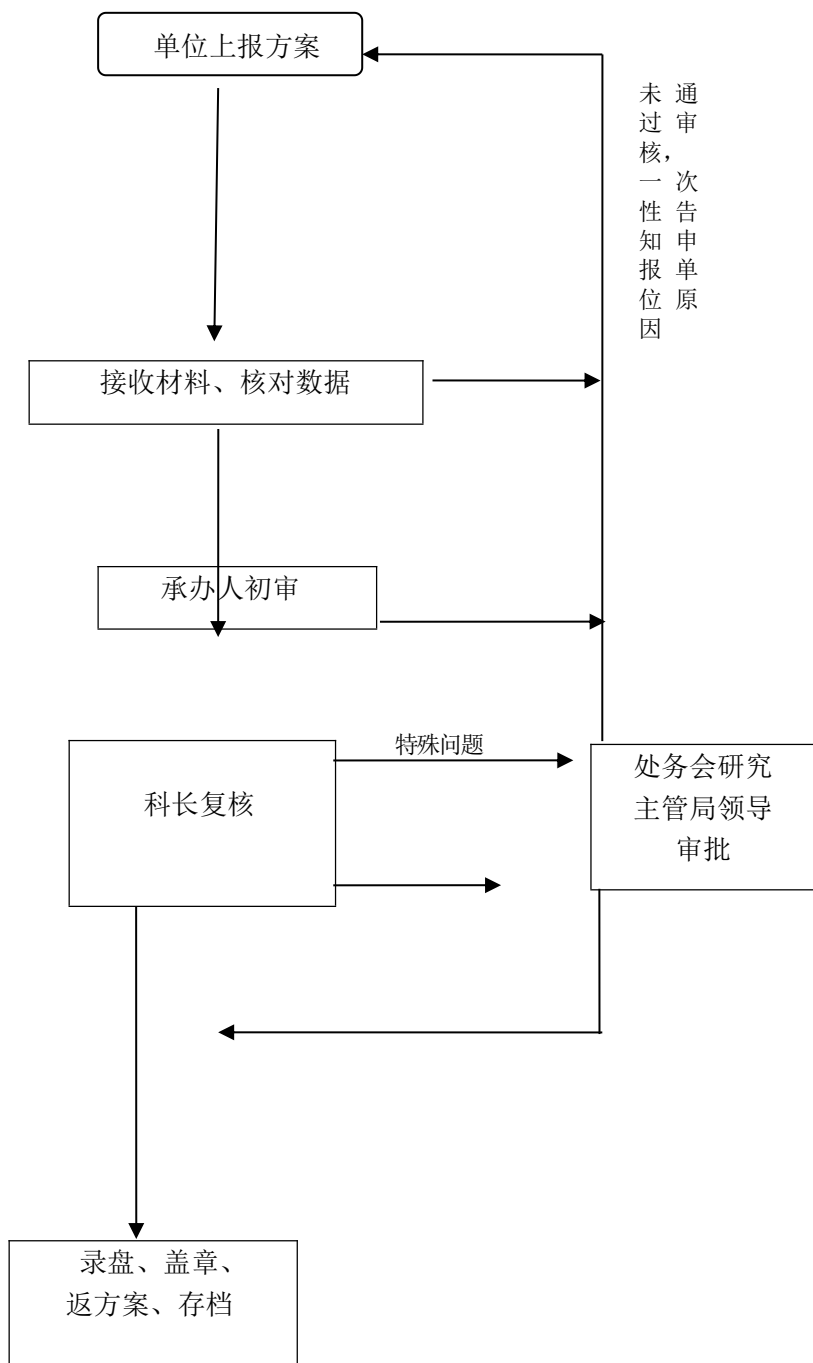 单位上报方案
未 通
过 审
核，
一 次
性 告
知 申
报 单
位 原
因
接收材料、核对数据
承办人初审
特殊问题
科长复核
处务会研究
主管局领导
审批
录盘、盖章、
返方案、存档